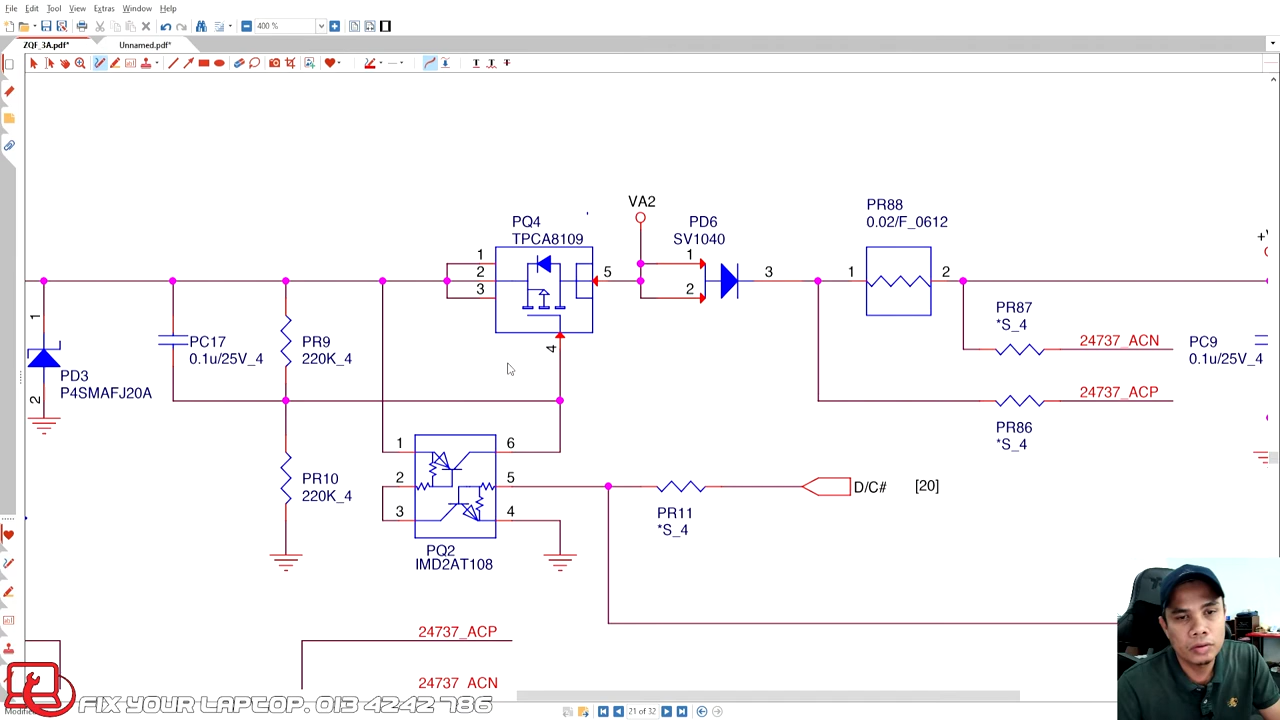 File Edit Tool View Extras Window Help
400 %
ZQF_3A.pdf* Unnamed.pdf*
VA2
PQ4
TPCA8109
PD6
SV1040
PR88
0.02/F_0612
1
2
3
5
4
1
2
3
1
2
PR87
*S_4
24737_ACN
24737_ACP
PR86
*S_4
PC9
0.1u/25V_4
1
2
PD3
P4SMAFJ20A
PC17
0.1u/25V_4
PR9
220K_4
PR10
220K_4
1
2
3
6
5
4
PQ2
IMD2AT108
PR11
*S_4
D/C# [20]
24737_ACP
24737_ACN
FIX YOUR LAPTOP. 013 4242 786
21 of 32